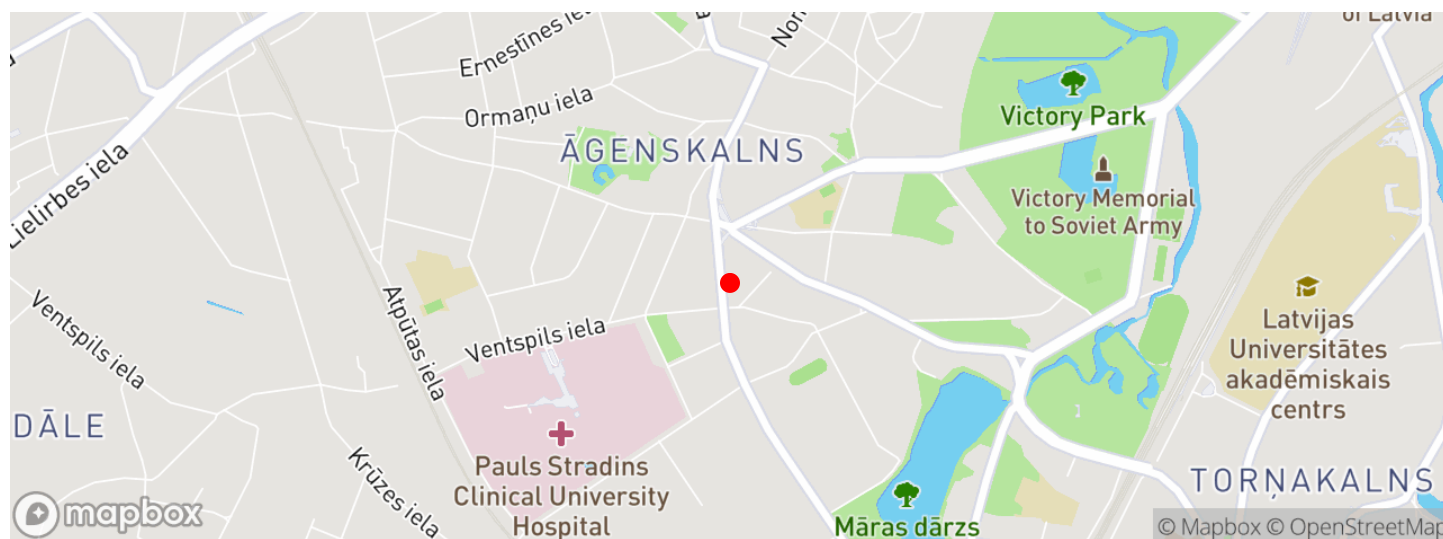 of Latvia
Ernestīnes iela
Ormaņu iela
Victory Park
ĀGENSKALNS
Lielirbes iela
Victory Memorial
to Soviet Army
Ventspils iela
Atpūtas iela
Ventspils iela
Latvijas
Universitātes
akadēmiskais
centrs
DĀLE
Krūzes iela
Pauls Stradins
Clinical University
Hospital
TORŅAKALNS
Māras dārzs
mapbox
© Mapbox © OpenStreetMap